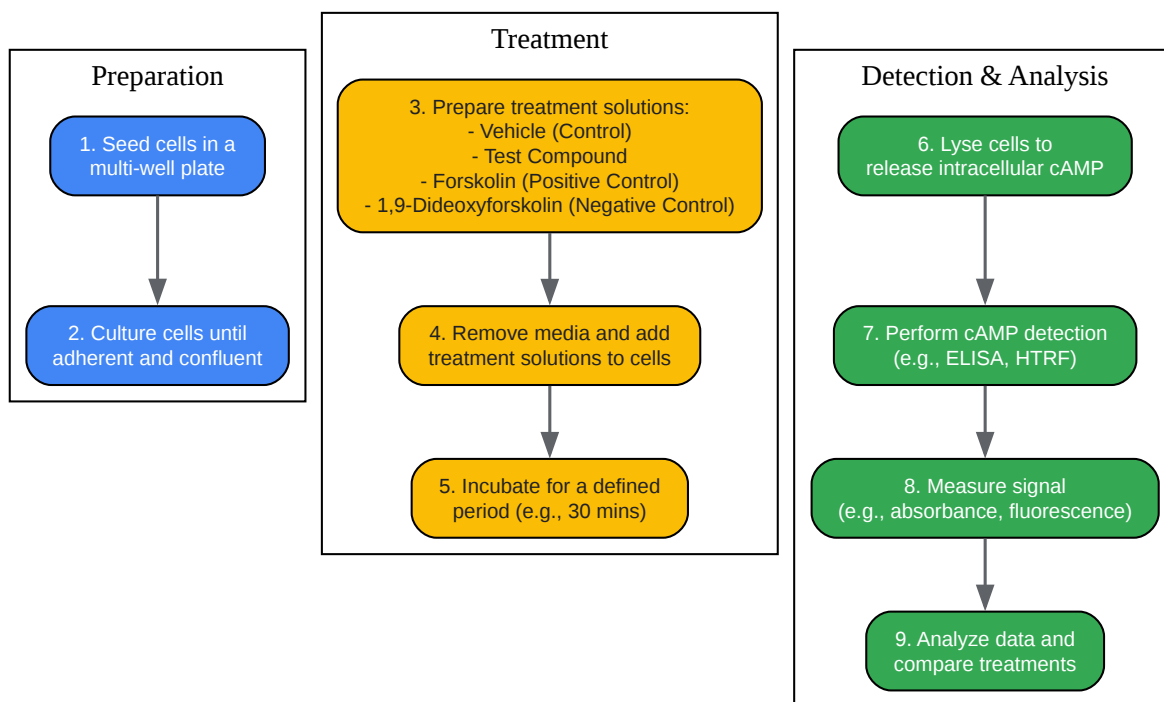 Preparation
1. Seed cells in a
multi-well plate
2. Culture cells until
adherent and confluent
Treatment
3. Prepare treatment solutions:
- Vehicle (Control)
- Test Compound
- Forskolin (Positive Control)
- 1,9-Dideoxyforskolin (Negative Control)
4. Remove media and add
treatment solutions to cells
5. Incubate for a defined
period (e.g., 30 mins)
Detection & Analysis
6. Lyse cells to
release intracellular cAMP
7. Perform cAMP detection
(e.g., ELISA, HTRF)
8. Measure signal
(e.g., absorbance, fluorescence)
9. Analyze data and
compare treatments